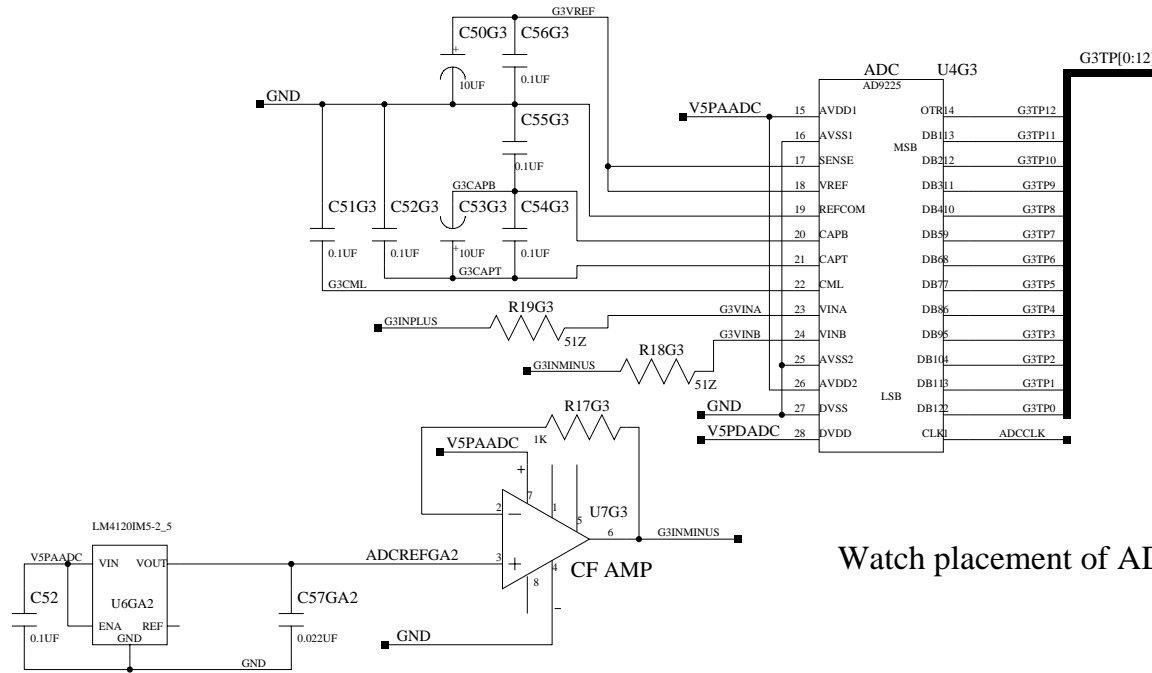 G3VREF
C50G3
C56G3
+
10UF
0.1UF
GND
C55G3
0.1UF
G3CAPB
C51G3
C52G3
C53G3
C54G3
0.1UF
0.1UF
+
10UF
0.1UF
G3CAPT
G3CML
R19G3
G3INPLUS
51Z
G3VINA
R18G3
G3INMINUS
51Z
G3VINB
ADC
U4G3
AD9225
G3TP[0:12]
V5PAADC
15 AVDD1 OTR14 G3TP12
16 AVSS1 MSB DB113 G3TP11
17 SENSE DB212 G3TP10
18 VREF DB311 G3TP9
19 REFCOM DB410 G3TP8
20 CAPB DB59 G3TP7
21 CAPT DB68 G3TP6
22 CML DB77 G3TP5
23 VINA DB86 G3TP4
24 VINB DB95 G3TP3
25 AVSS2 DB104 G3TP2
26 AVDD2 LSB DB113 G3TP1
GND 27 DVSS DB122 G3TP0
V5PDADC 28 DVDD CLK1 ADCCLK
R17G3
1K
V5PAADC
+
7
1
5
U7G3
2
−
6
G3INMINUS
3
+
4
8
−
CF AMP
GND
ADCREFGA2
LM4120IM5-2_5
V5PAADC
VIN
VOUT
U6GA2
ENA
REF
GND
C52
0.1UF
C57GA2
0.022UF
GND
Watch placement of